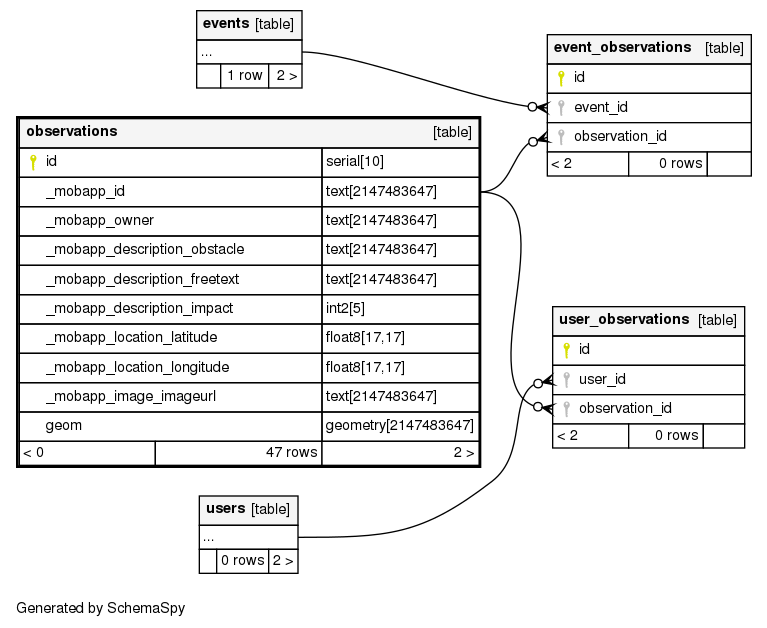 events [table]
...
1 row 2 >
event_observations [table]
id
event_id
observation_id
< 2 0 rows
observations [table]
id serial[10]
_mobapp_id text[2147483647]
_mobapp_owner text[2147483647]
_mobapp_description_obstacle text[2147483647]
_mobapp_description_freetext text[2147483647]
_mobapp_description_impact int2[5]
_mobapp_location_latitude float8[17,17]
_mobapp_location_longitude float8[17,17]
_mobapp_image_imageurl text[2147483647]
geom geometry[2147483647]
< 0 47 rows 2 >
user_observations [table]
id
user_id
observation_id
< 2 0 rows
users [table]
...
0 rows 2 >
Generated by SchemaSpy